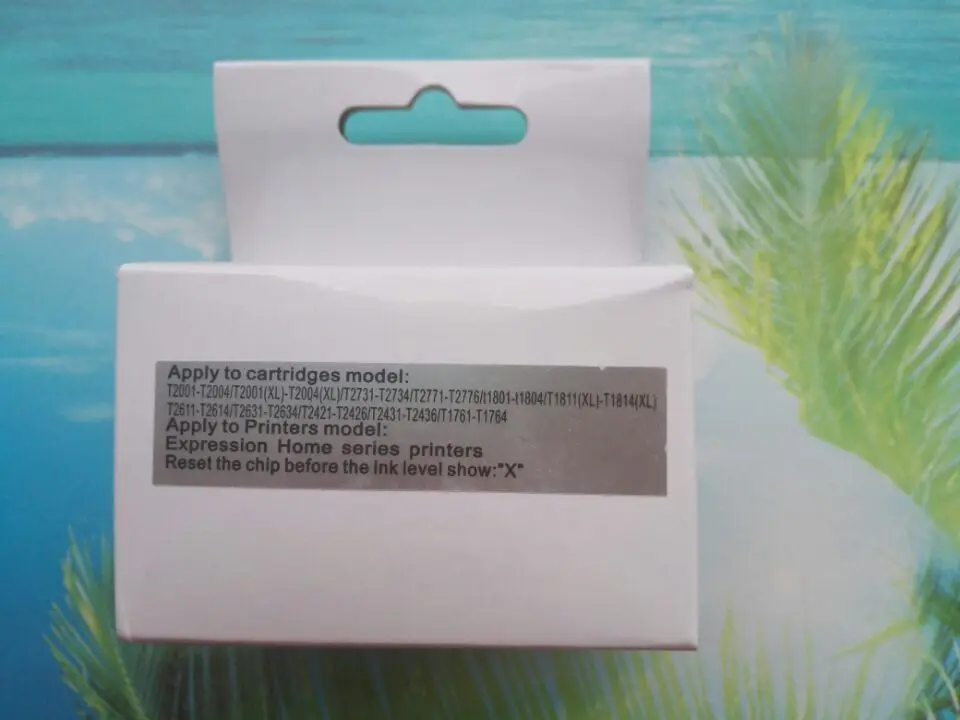 Apply to cartridges model:
T2001-T2004/T2001(XL)-T2004(XL)/T2731-T2734/T2771-T2776/t1801-t1804/T1811(XL)-T1814(XL)
T2611-T2614/T2631-T2634/T2421-T2426/T2431-T2436/T1761-T1764
Apply to Printers model:
Expression Home series printers
Reset the chip before the ink level show:"X"